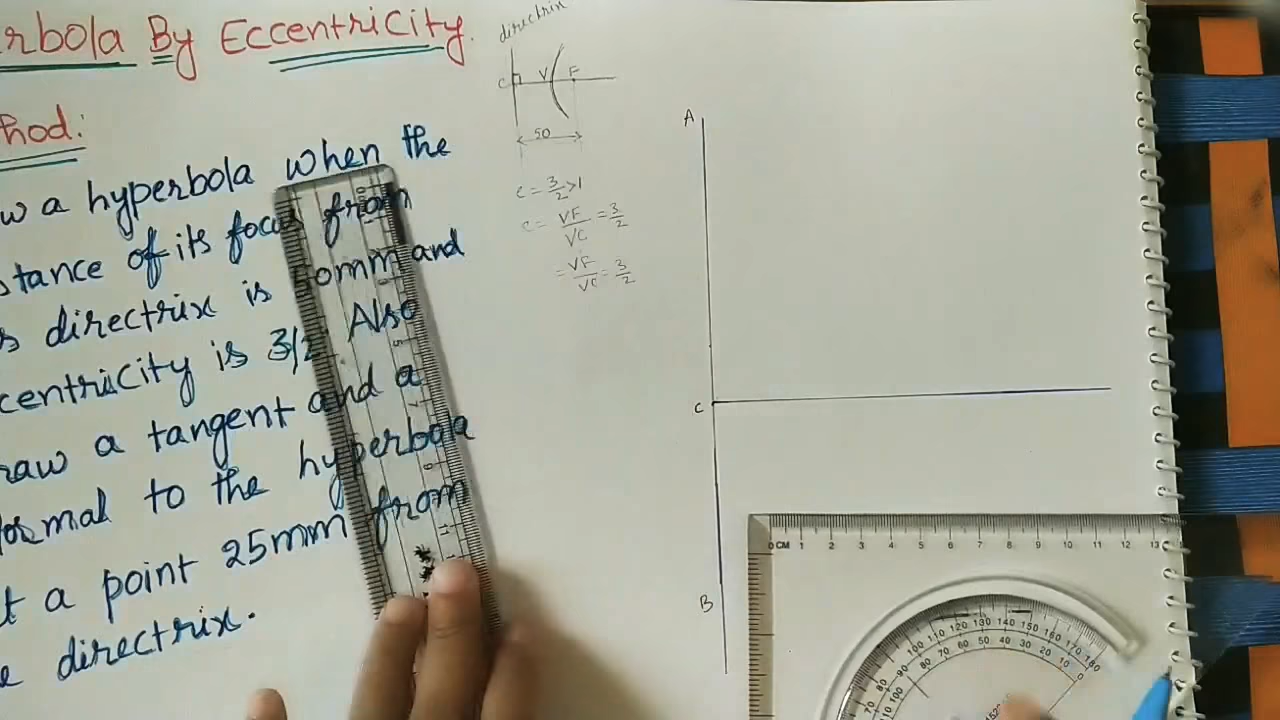 rbola By Eccentricity.
hod:
w a hyperbola when the
stance of its focus from
s directrix is 50mm and
centricity is 3/2. Also
raw a tangent and a
ormal to the hyperbola
t a point 25mm from
e directrix.
directrix
C V F
50
e = 3/2 >1
e = VF/VC = 3/2
= VF/VC = 3/2
A
C
B
0 CM 1 2 3 4 5 6 7 8 9 10 11 12 13